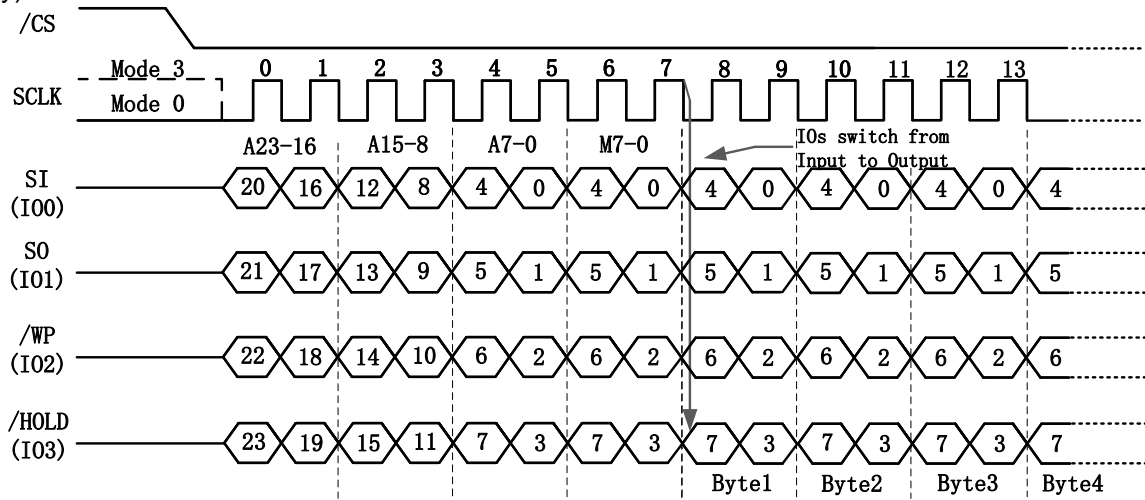 y)
/CS
Mode 3
0 1 2 3 4 5 6 7 8 9 10 11 12 13
SCLK
Mode 0
A23-16 A15-8 A7-0 M7-0
IOs switch from
Input to Output
SI
20 16 12 8 4 0 4 0 4 0 4 0 4 0 4
(IO0)
SO
21 17 13 9 5 1 5 1 5 1 5 1 5 1 5
(IO1)
/WP
22 18 14 10 6 2 6 2 6 2 6 2 6 2 6
(IO2)
/HOLD
23 19 15 11 7 3 7 3 7 3 7 3 7 3 7
(IO3)
Byte1 Byte2 Byte3 Byte4